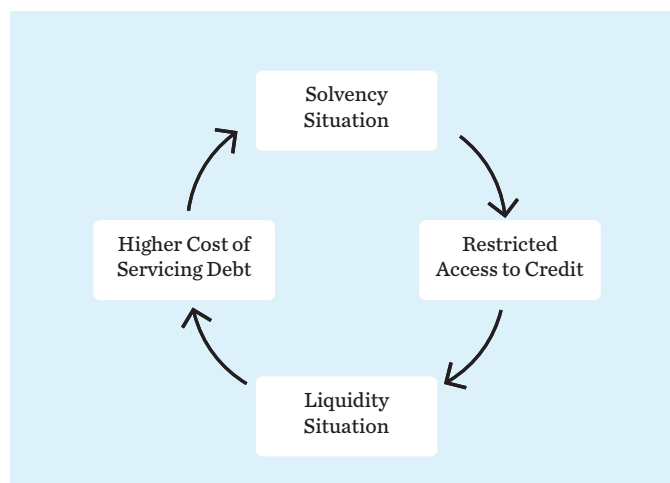 Solvency
Situation
Higher Cost of
Servicing Debt
Restricted
Access to Credit
Liquidity
Situation